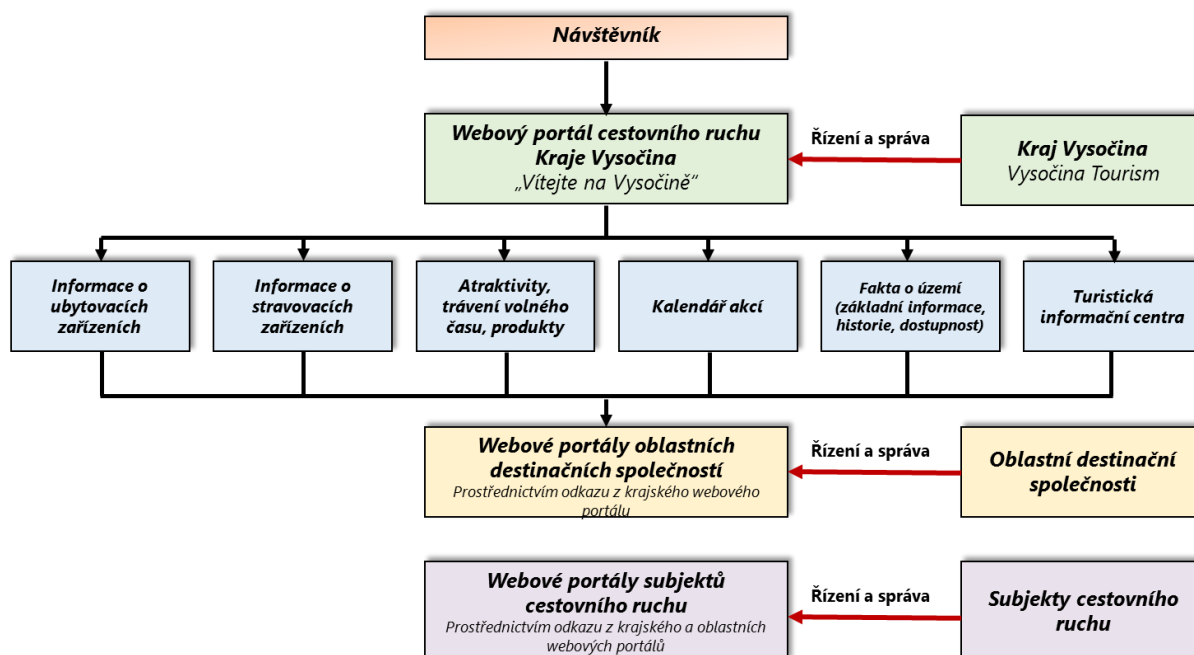 Návštěvník
Webový portál cestovního ruchu
Kraje Vysočina
„Vítejte na Vysočině“
Řízení a správa
Kraj Vysočina
Vysočina Tourism
Informace o
ubytovacích
zařízeních
Informace o
stravovacích
zařízeních
Atraktivity,
trávení volného
času, produkty
Kalendář akcí
Fakta o území
(základní informace,
historie, dostupnost)
Turistická
informační centra
Webové portály oblastních
destinačních společností
Prostřednictvím odkazu z krajského webového
portálu
Řízení a správa
Oblastní destinační
společnosti
Webové portály subjektů
cestovního ruchu
Prostřednictvím odkazu z krajského a oblastních
webových portálů
Řízení a správa
Subjekty cestovního
ruchu